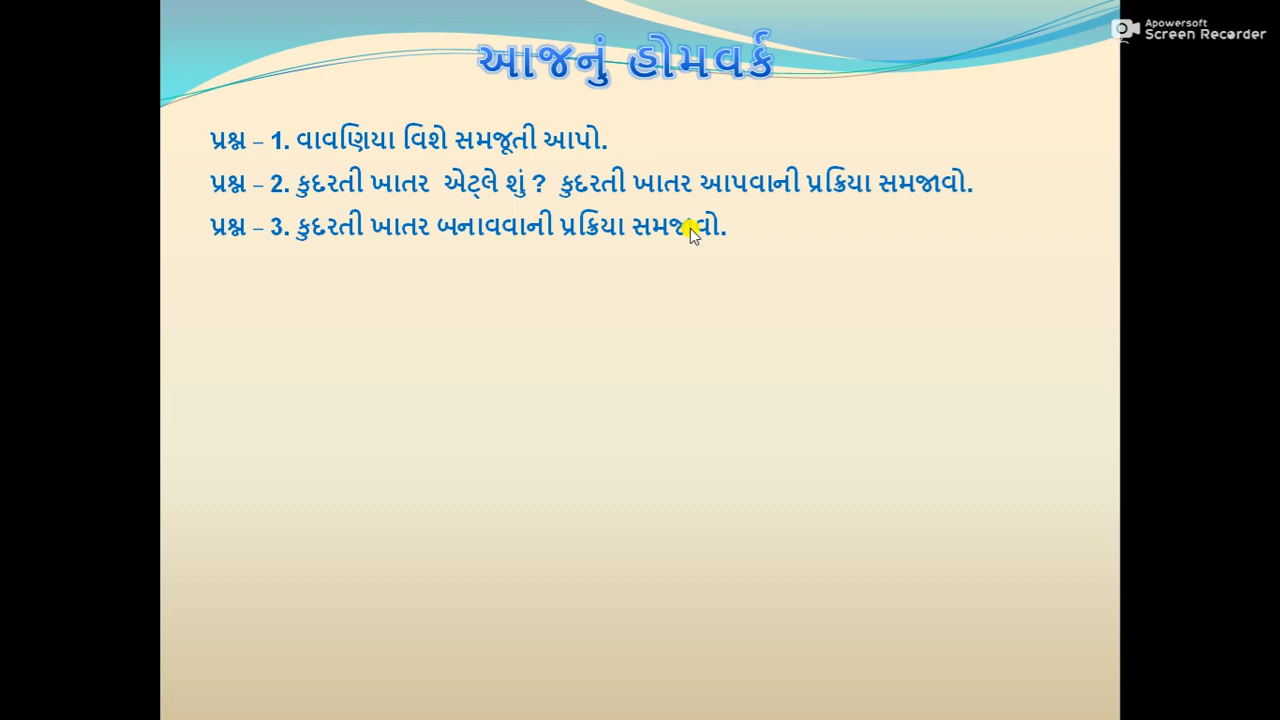 Apowersoft
Screen Recorder
આજનું હોમવર્ક
પ્રશ્ન – 1. વાવણિયા વિશે સમજૂતી આપો.
પ્રશ્ન – 2. કુદરતી ખાતર એટ્લે શું ? કુદરતી ખાતર આપવાની પ્રક્રિયા સમજાવો.
પ્રશ્ન – 3. કુદરતી ખાતર બનાવવાની પ્રક્રિયા સમજાવો.